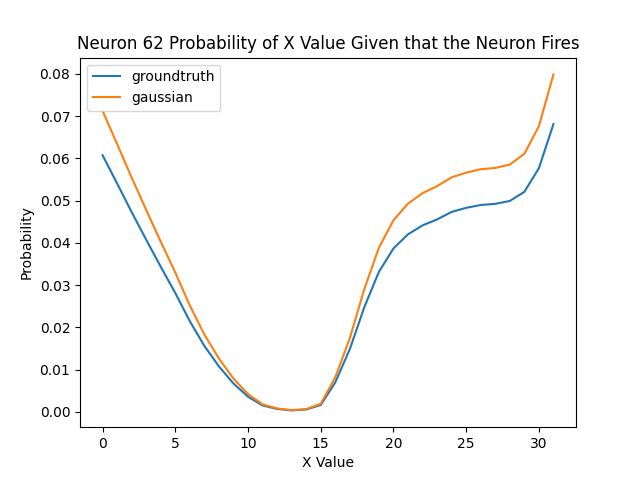 Neuron 62 Probability of X Value Given that the Neuron Fires
groundtruth
gaussian
0.08
0.07
0.06
0.05
0.04
0.03
0.02
0.01
0.00
Probability
0 5 10 15 20 25 30
X Value